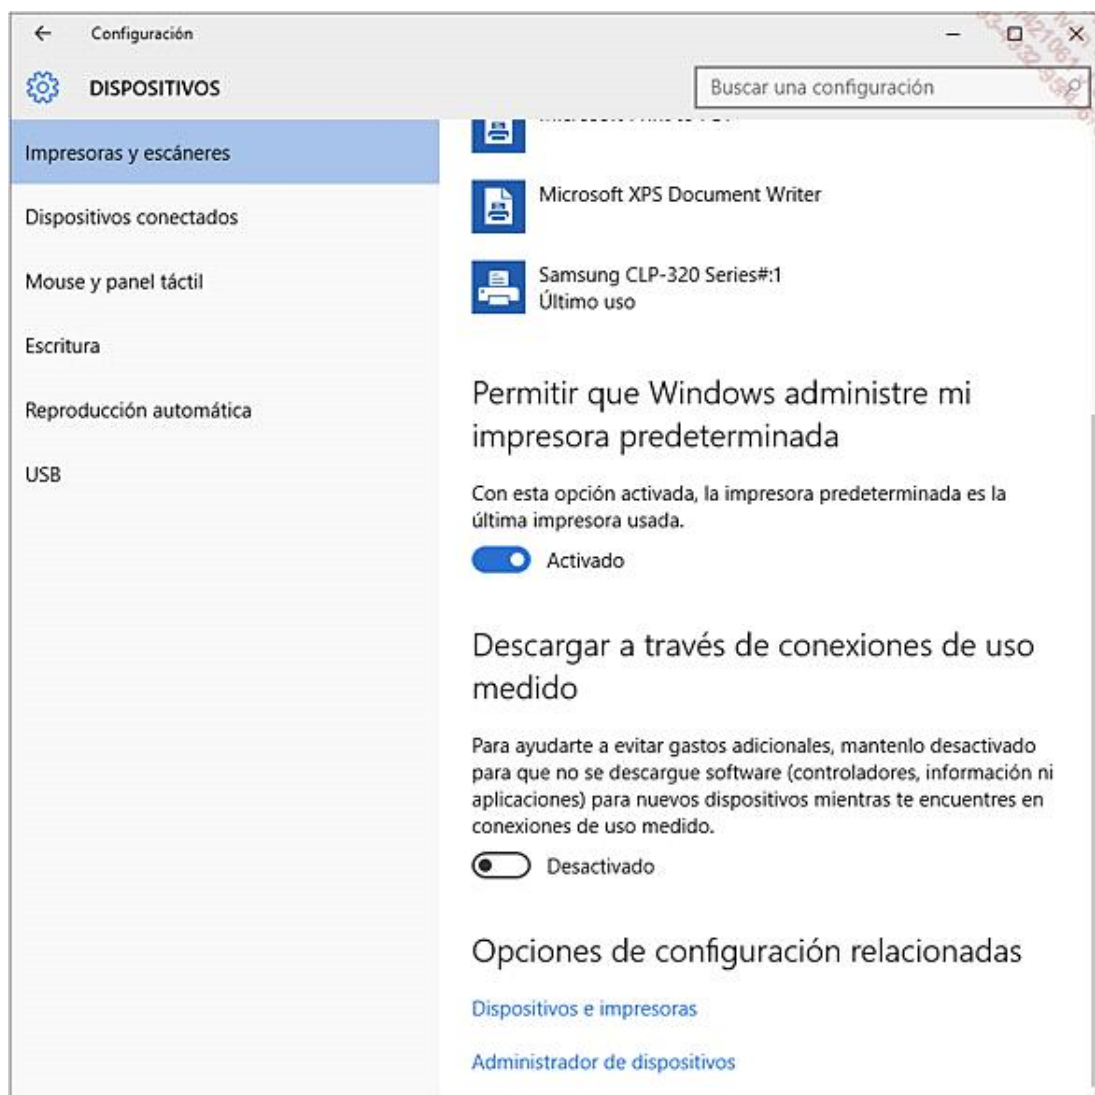 Configuración
DISPOSITIVOS
Buscar una configuración
Impresoras y escáneres
Dispositivos conectados
Mouse y panel táctil
Escritura
Reproducción automática
USB
Microsoft XPS Document Writer
Samsung CLP-320 Series#:1
Último uso
Permitir que Windows administre mi
impresora predeterminada
Con esta opción activada, la impresora predeterminada es la
última impresora usada.
Activado
Descargar a través de conexiones de uso
medido
Para ayudarte a evitar gastos adicionales, mantenlo desactivado
para que no se descargue software (controladores, información ni
aplicaciones) para nuevos dispositivos mientras te encuentres en
conexiones de uso medido.
Desactivado
Opciones de configuración relacionadas
Dispositivos e impresoras
Administrador de dispositivos